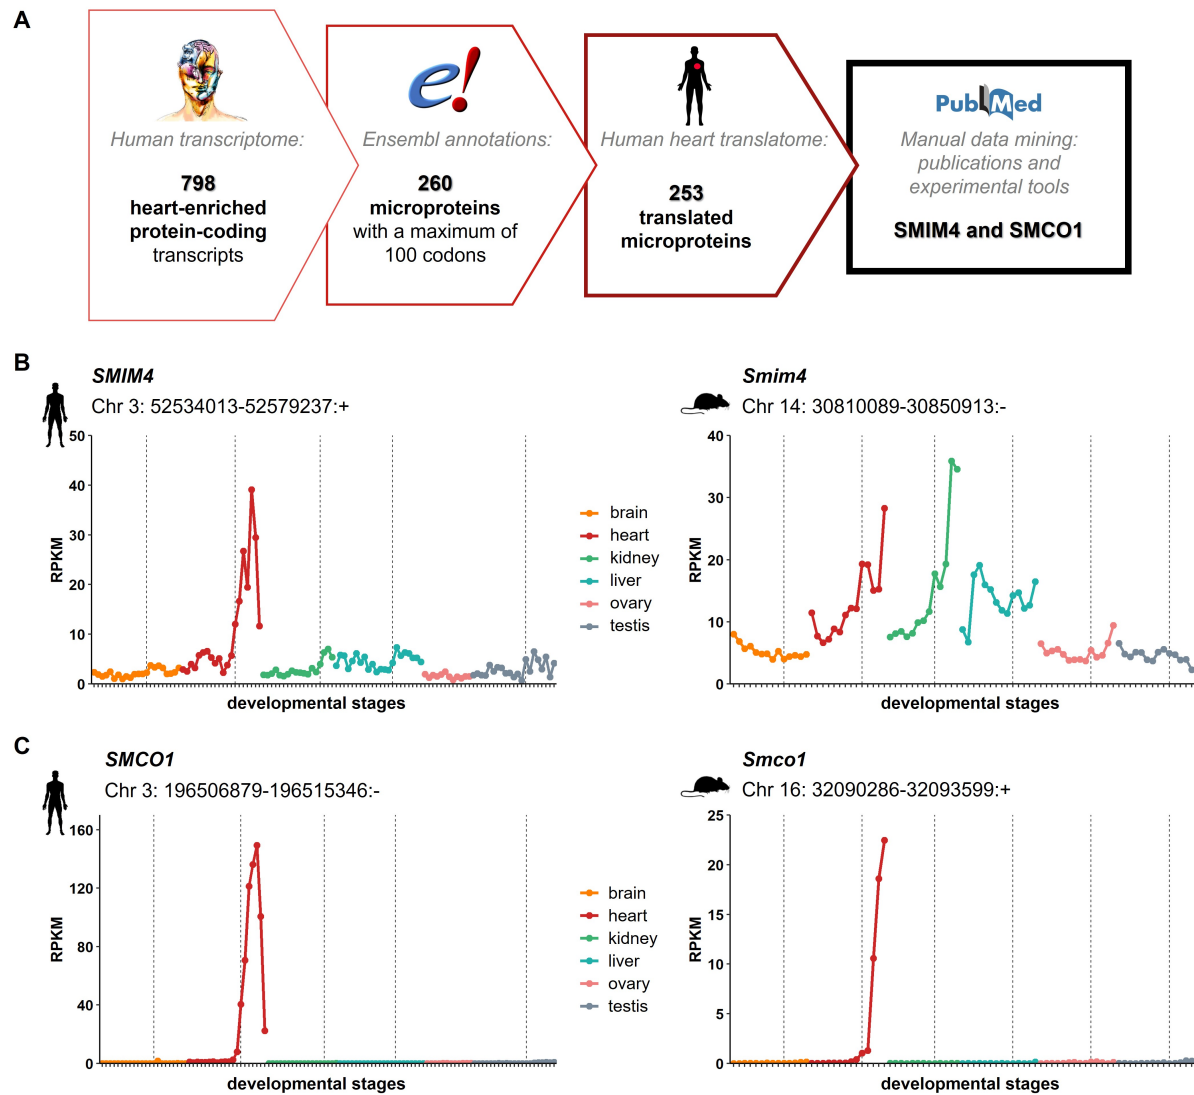 A
Human transcriptome:
798
heart-enriched
protein-coding
transcripts
e!
Ensembl annotations:
260
microproteins
with a maximum of
100 codons
Human heart translatome:
253
translated
microproteins
PubMed
Manual data mining:
publications and
experimental tools
SMIM4 and SMCO1
B
SMIM4
Chr 3: 52534013-52579237:+
50
40
30
20
10
0
RPKM
developmental stages
brain
heart
kidney
liver
ovary
testis
Smim4
Chr 14: 30810089-30850913:-
40
30
20
10
0
RPKM
developmental stages
C
SMCO1
Chr 3: 196506879-196515346:-
160
120
80
40
0
RPKM
developmental stages
brain
heart
kidney
liver
ovary
testis
Smco1
Chr 16: 32090286-32093599:+
25
20
15
10
5
0
RPKM
developmental stages